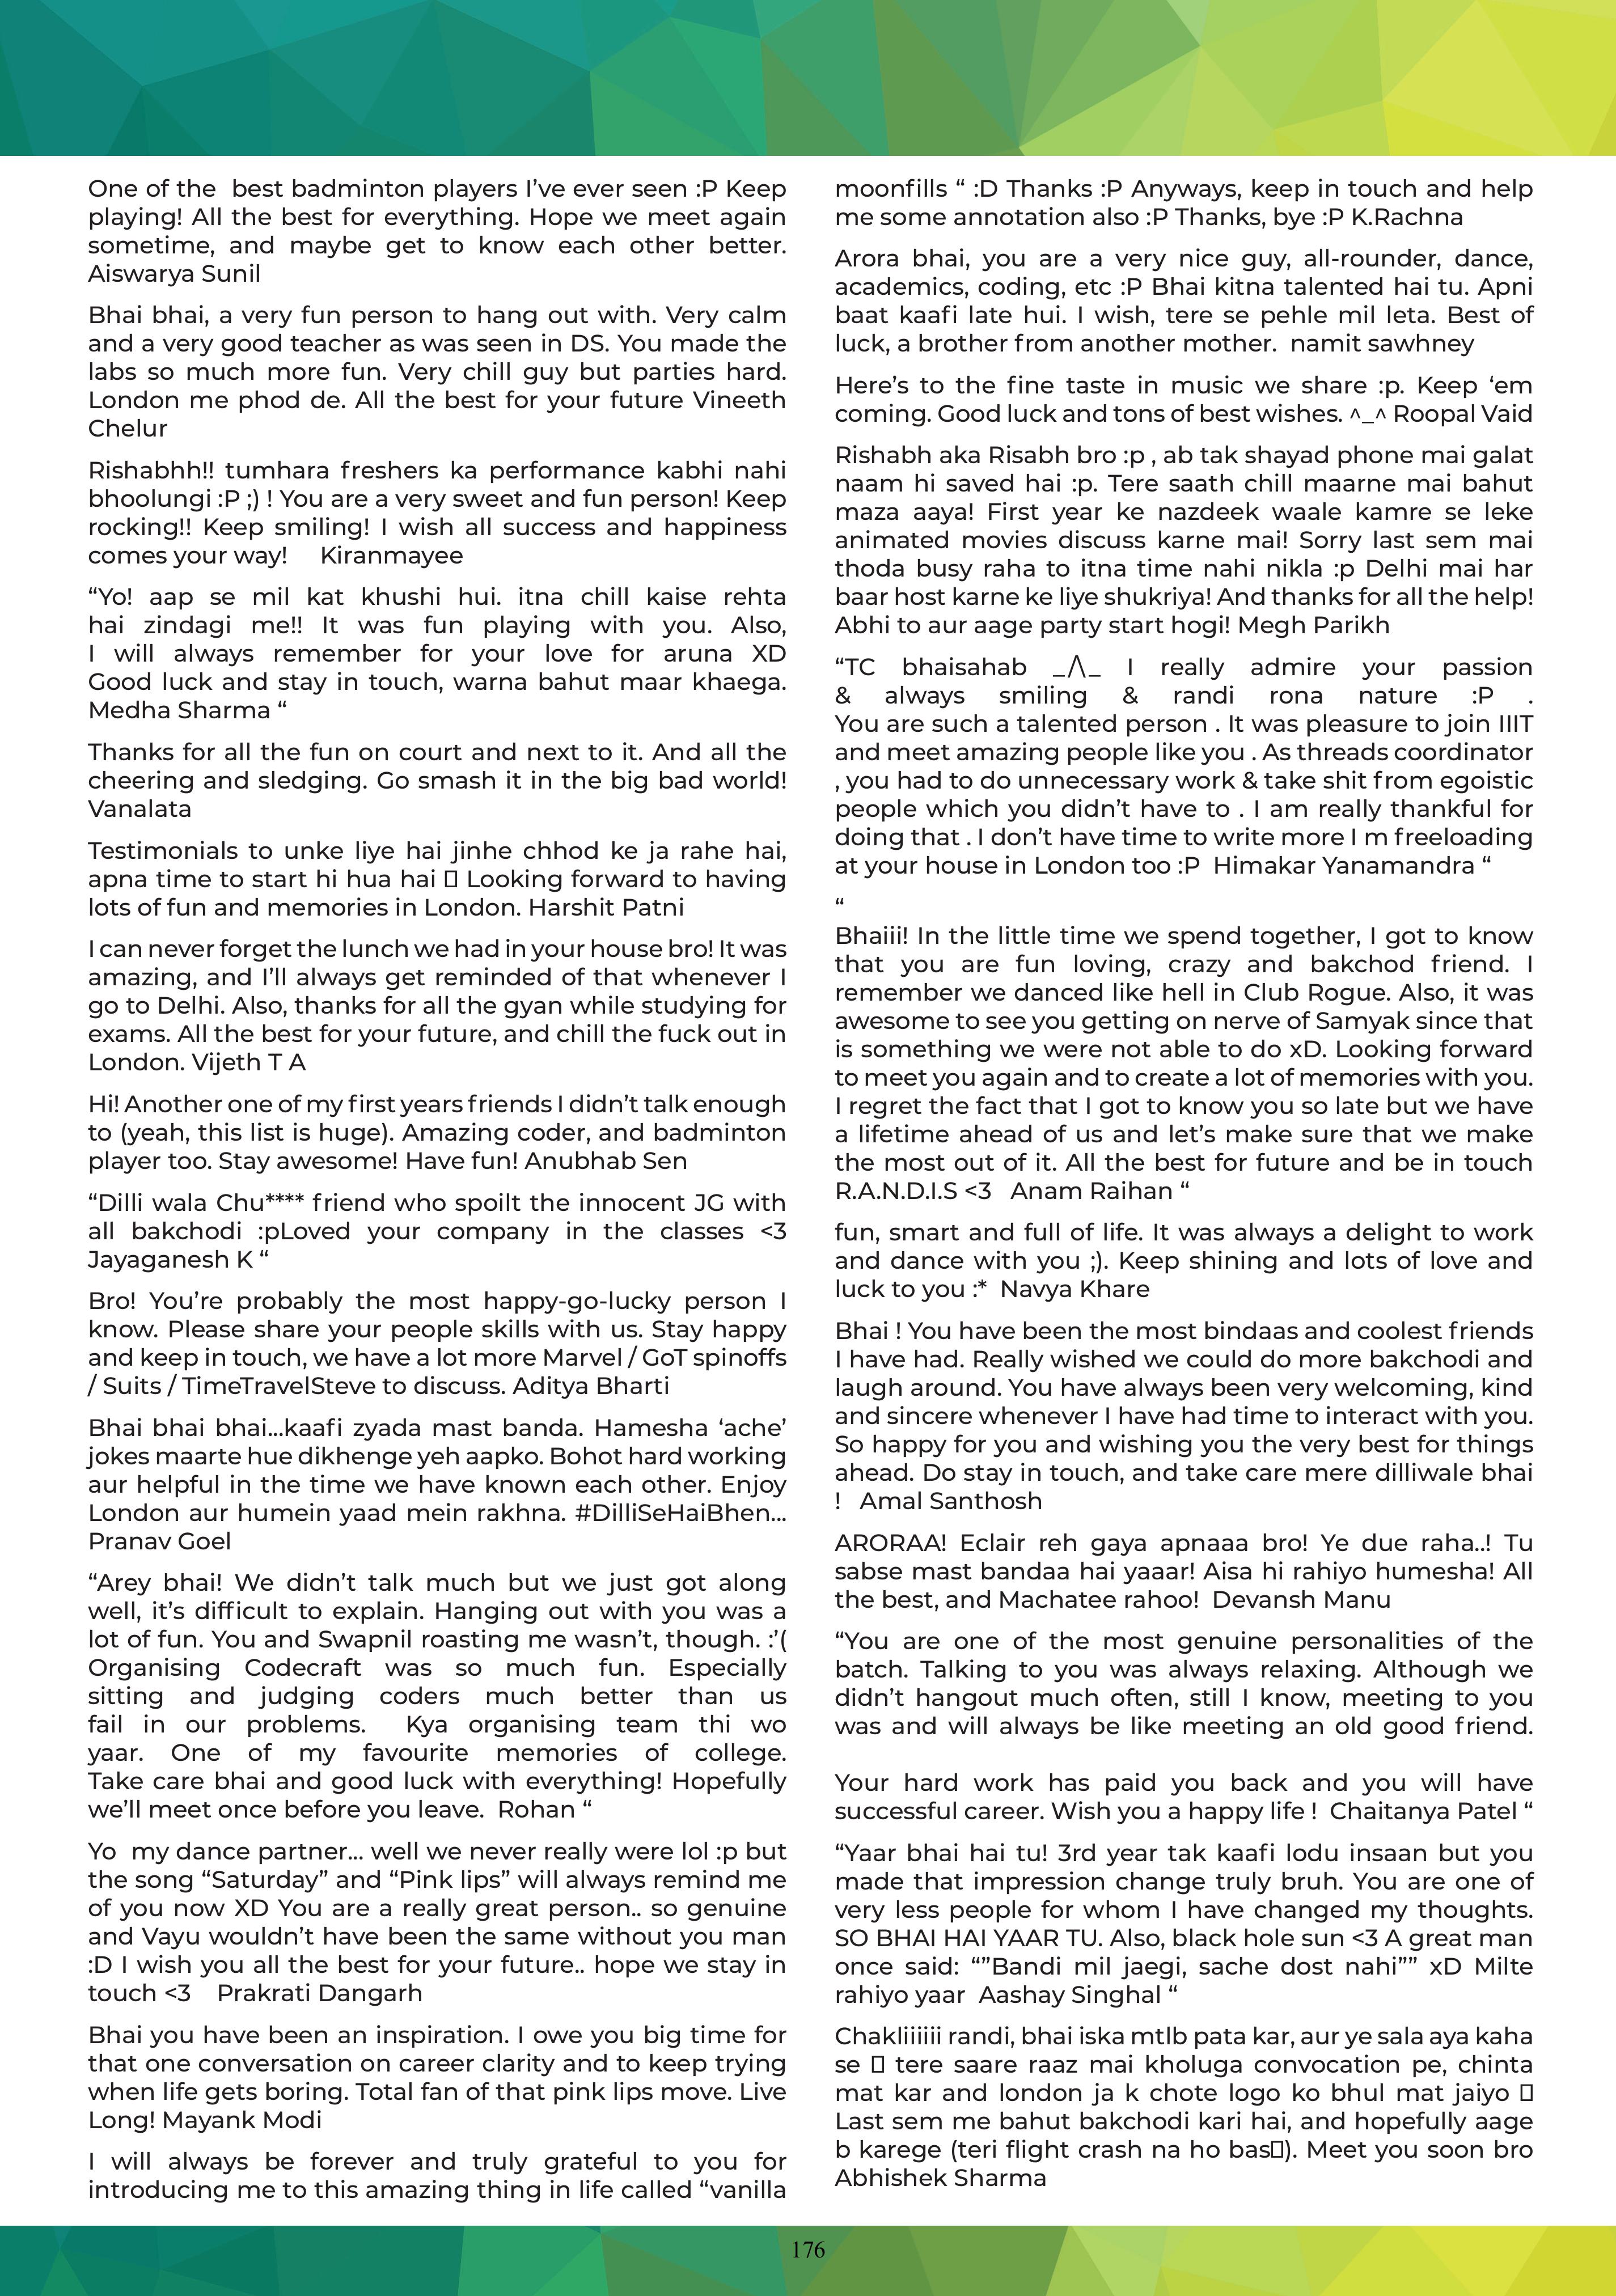 One of the  best badminton players I've ever seen :P Keep
playing! All the best for everything. Hope we meet again
sometime, and maybe get to know each other better.
Aiswarya Sunil
Bhai bhai, a very fun person to hang out with. Very calm
and a very good teacher as was seen in DS. You made the
labs so much more fun. Very chill guy but parties hard.
London me phod de. All the best for your future Vineeth
Chelur
Rishabhh!! tumhara freshers ka performance kabhi nahi
bhoolungi :P ;) ! You are a very sweet and fun person! Keep
rocking!! Keep smiling! I wish all success and happiness
comes your way!    Kiranmayee
“Yo! aap se mil kat khushi hui. itna chill kaise rehta
hai zindagi me!! It was fun playing with you. Also,
I will always remember for your love for aruna XD
Good luck and stay in touch, warna bahut maar khaega.
Medha Sharma “
Thanks for all the fun on court and next to it. And all the
cheering and sledging. Go smash it in the big bad world!
Vanalata
Testimonials to unke liye hai jinhe chhod ke ja rahe hai,
apna time to start hi hua hai Looking forward to having
lots of fun and memories in London. Harshit Patni
I can never forget the lunch we had in your house bro! It was
amazing, and I'll always get reminded of that whenever I
go to Delhi. Also, thanks for all the gyan while studying for
exams. All the best for your future, and chill the fuck out in
London. Vijeth T A
Hi! Another one of my first years friends I didn't talk enough
to (yeah, this list is huge). Amazing coder, and badminton
player too. Stay awesome! Have fun! Anubhab Sen
“Dilli wala Chu**** friend who spoilt the innocent JG with
all bakchodi :pLoved your company in the classes <3
Jayaganesh K “
Bro! You're probably the most happy-go-lucky person I
know. Please share your people skills with us. Stay happy
and keep in touch, we have a lot more Marvel / GoT spinoffs
/ Suits / TimeTravelSteve to discuss. Aditya Bharti
Bhai bhai bhai...kaafi zyada mast banda. Hamesha ‘ache’
jokes maarte hue dikhenge yeh aapko. Bohot hard working
aur helpful in the time we have known each other. Enjoy
London aur humein yaad mein rakhna. #DilliSeHaiBhen...
Pranav Goel
“Arey bhai! We didn't talk much but we just got along
well, it's difficult to explain. Hanging out with you was a
lot of fun. You and Swapnil roasting me wasn't, though. :’(
Organising Codecraft was so much fun. Especially
sitting and judging coders much better than us
fail in our problems.  Kya organising team thi wo
yaar. One of my favourite memories of college.
Take care bhai and good luck with everything! Hopefully
we'll meet once before you leave.  Rohan “
Yo  my dance partner... well we never really were lol :p but
the song “Saturday” and “Pink lips” will always remind me
of you now XD You are a really great person.. so genuine
and Vayu wouldn't have been the same without you man
:D I wish you all the best for your future.. hope we stay in
touch <3    Prakrati Dangarh
Bhai you have been an inspiration. I owe you big time for
that one conversation on career clarity and to keep trying
when life gets boring. Total fan of that pink lips move. Live
Long! Mayank Modi
I will always be forever and truly grateful to you for
introducing me to this amazing thing in life called “vanilla
moonfills “ :D Thanks :P Anyways, keep in touch and help
me some annotation also :P Thanks, bye :P K.Rachna
Arora bhai, you are a very nice guy, all-rounder, dance,
academics, coding, etc :P Bhai kitna talented hai tu. Apni
baat kaafi late hui. I wish, tere se pehle mil leta. Best of
luck, a brother from another mother.  namit sawhney
Here's to the fine taste in music we share :p. Keep ‘em
coming. Good luck and tons of best wishes. ^_^ Roopal Vaid
Rishabh aka Risabh bro :p , ab tak shayad phone mai galat
naam hi saved hai :p. Tere saath chill maarne mai bahut
maza aaya! First year ke nazdeek waale kamre se leke
animated movies discuss karne mai! Sorry last sem mai
thoda busy raha to itna time nahi nikla :p Delhi mai har
baar host karne ke liye shukriya! And thanks for all the help!
Abhi to aur aage party start hogi! Megh Parikh
“TC bhaisahab _/\_ I really admire your passion
& always smiling & randi rona nature :P .
You are such a talented person . It was pleasure to join IIIT
and meet amazing people like you . As threads coordinator
, you had to do unnecessary work & take shit from egoistic
people which you didn't have to . I am really thankful for
doing that . I don't have time to write more I m freeloading
at your house in London too :P  Himakar Yanamandra “
“
Bhaiii! In the little time we spend together, I got to know
that you are fun loving, crazy and bakchod friend. I
remember we danced like hell in Club Rogue. Also, it was
awesome to see you getting on nerve of Samyak since that
is something we were not able to do xD. Looking forward
to meet you again and to create a lot of memories with you.
I regret the fact that I got to know you so late but we have
a lifetime ahead of us and let's make sure that we make
the most out of it. All the best for future and be in touch
R.A.N.D.I.S <3   Anam Raihan “
fun, smart and full of life. It was always a delight to work
and dance with you ;). Keep shining and lots of love and
luck to you :*  Navya Khare
Bhai ! You have been the most bindaas and coolest friends
I have had. Really wished we could do more bakchodi and
laugh around. You have always been very welcoming, kind
and sincere whenever I have had time to interact with you.
So happy for you and wishing you the very best for things
ahead. Do stay in touch, and take care mere dilliwale bhai
!   Amal Santhosh
ARORAA! Eclair reh gaya apnaaa bro! Ye due raha..! Tu
sabse mast bandaa hai yaaar! Aisa hi rahiyo humesha! All
the best, and Machatee rahoo!  Devansh Manu
“You are one of the most genuine personalities of the
batch. Talking to you was always relaxing. Although we
didn't hangout much often, still I know, meeting to you
was and will always be like meeting an old good friend.
Your hard work has paid you back and you will have
successful career. Wish you a happy life !  Chaitanya Patel “
“Yaar bhai hai tu! 3rd year tak kaafi lodu insaan but you
made that impression change truly bruh. You are one of
very less people for whom I have changed my thoughts.
SO BHAI HAI YAAR TU. Also, black hole sun <3 A great man
once said: “”Bandi mil jaegi, sache dost nahi”” xD Milte
rahiyo yaar  Aashay Singhal “
Chakliiiiii randi, bhai iska mtlb pata kar, aur ye sala aya kaha
se tere saare raaz mai kholuga convocation pe, chinta
mat kar and london ja k chote logo ko bhul mat jaiyo
Last sem me bahut bakchodi kari hai, and hopefully aage
b karege (teri flight crash na ho bas). Meet you soon bro
Abhishek Sharma
176